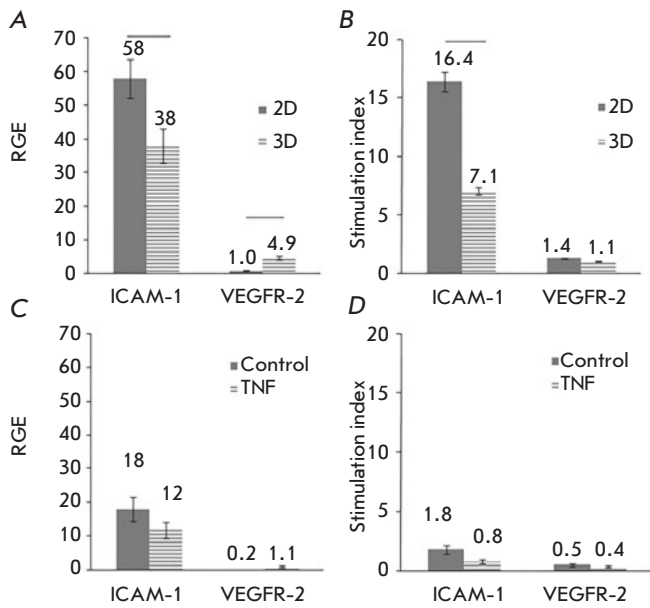 A
70
60
50
40
30
20
10
0
RGE
58
38
1.0
4.9
2D
3D
ICAM-1 VEGFR-2
B
20
15
10
5
0
Stimulation index
16.4
7.1
1.4
1.1
2D
3D
ICAM-1 VEGFR-2
C
70
60
50
40
30
20
10
0
RGE
18
12
0.2
1.1
Control
TNF
ICAM-1 VEGFR-2
D
20
15
10
5
0
Stimulation index
1.8
0.8
0.5
0.4
Control
TNF
ICAM-1 VEGFR-2